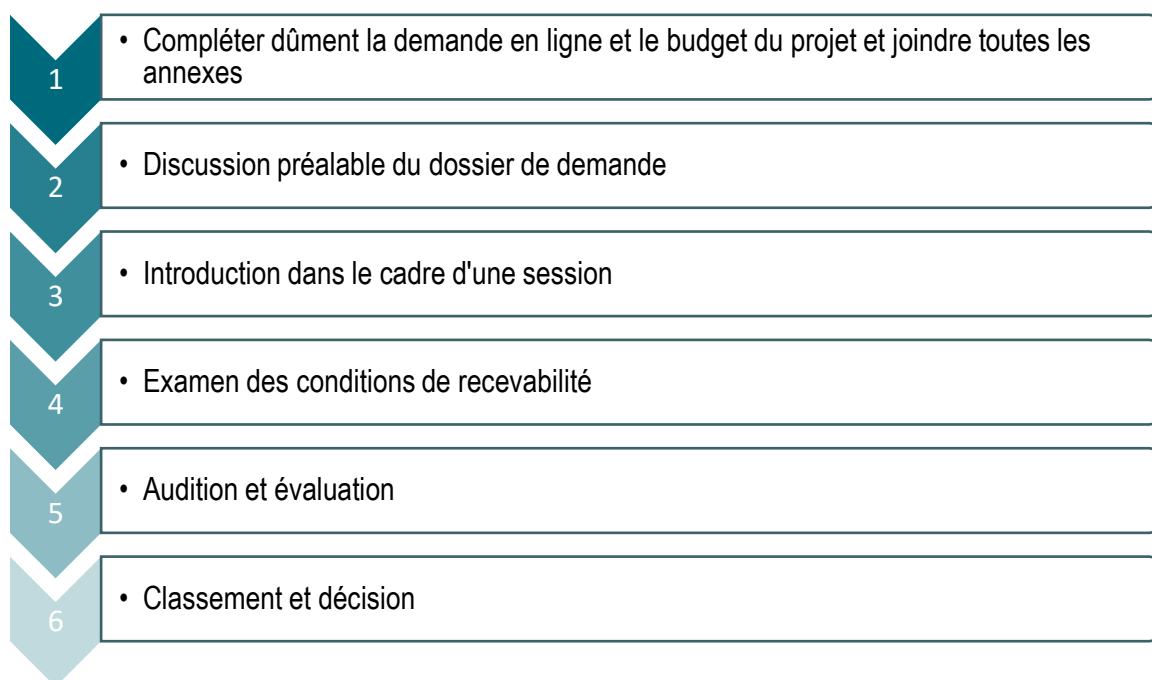 1
• Compléter dûment la demande en ligne et le budget du projet et joindre toutes les
annexes
2
• Discussion préalable du dossier de demande
3
• Introduction dans le cadre d'une session
4
• Examen des conditions de recevabilité
5
• Audition et évaluation
6
• Classement et décision